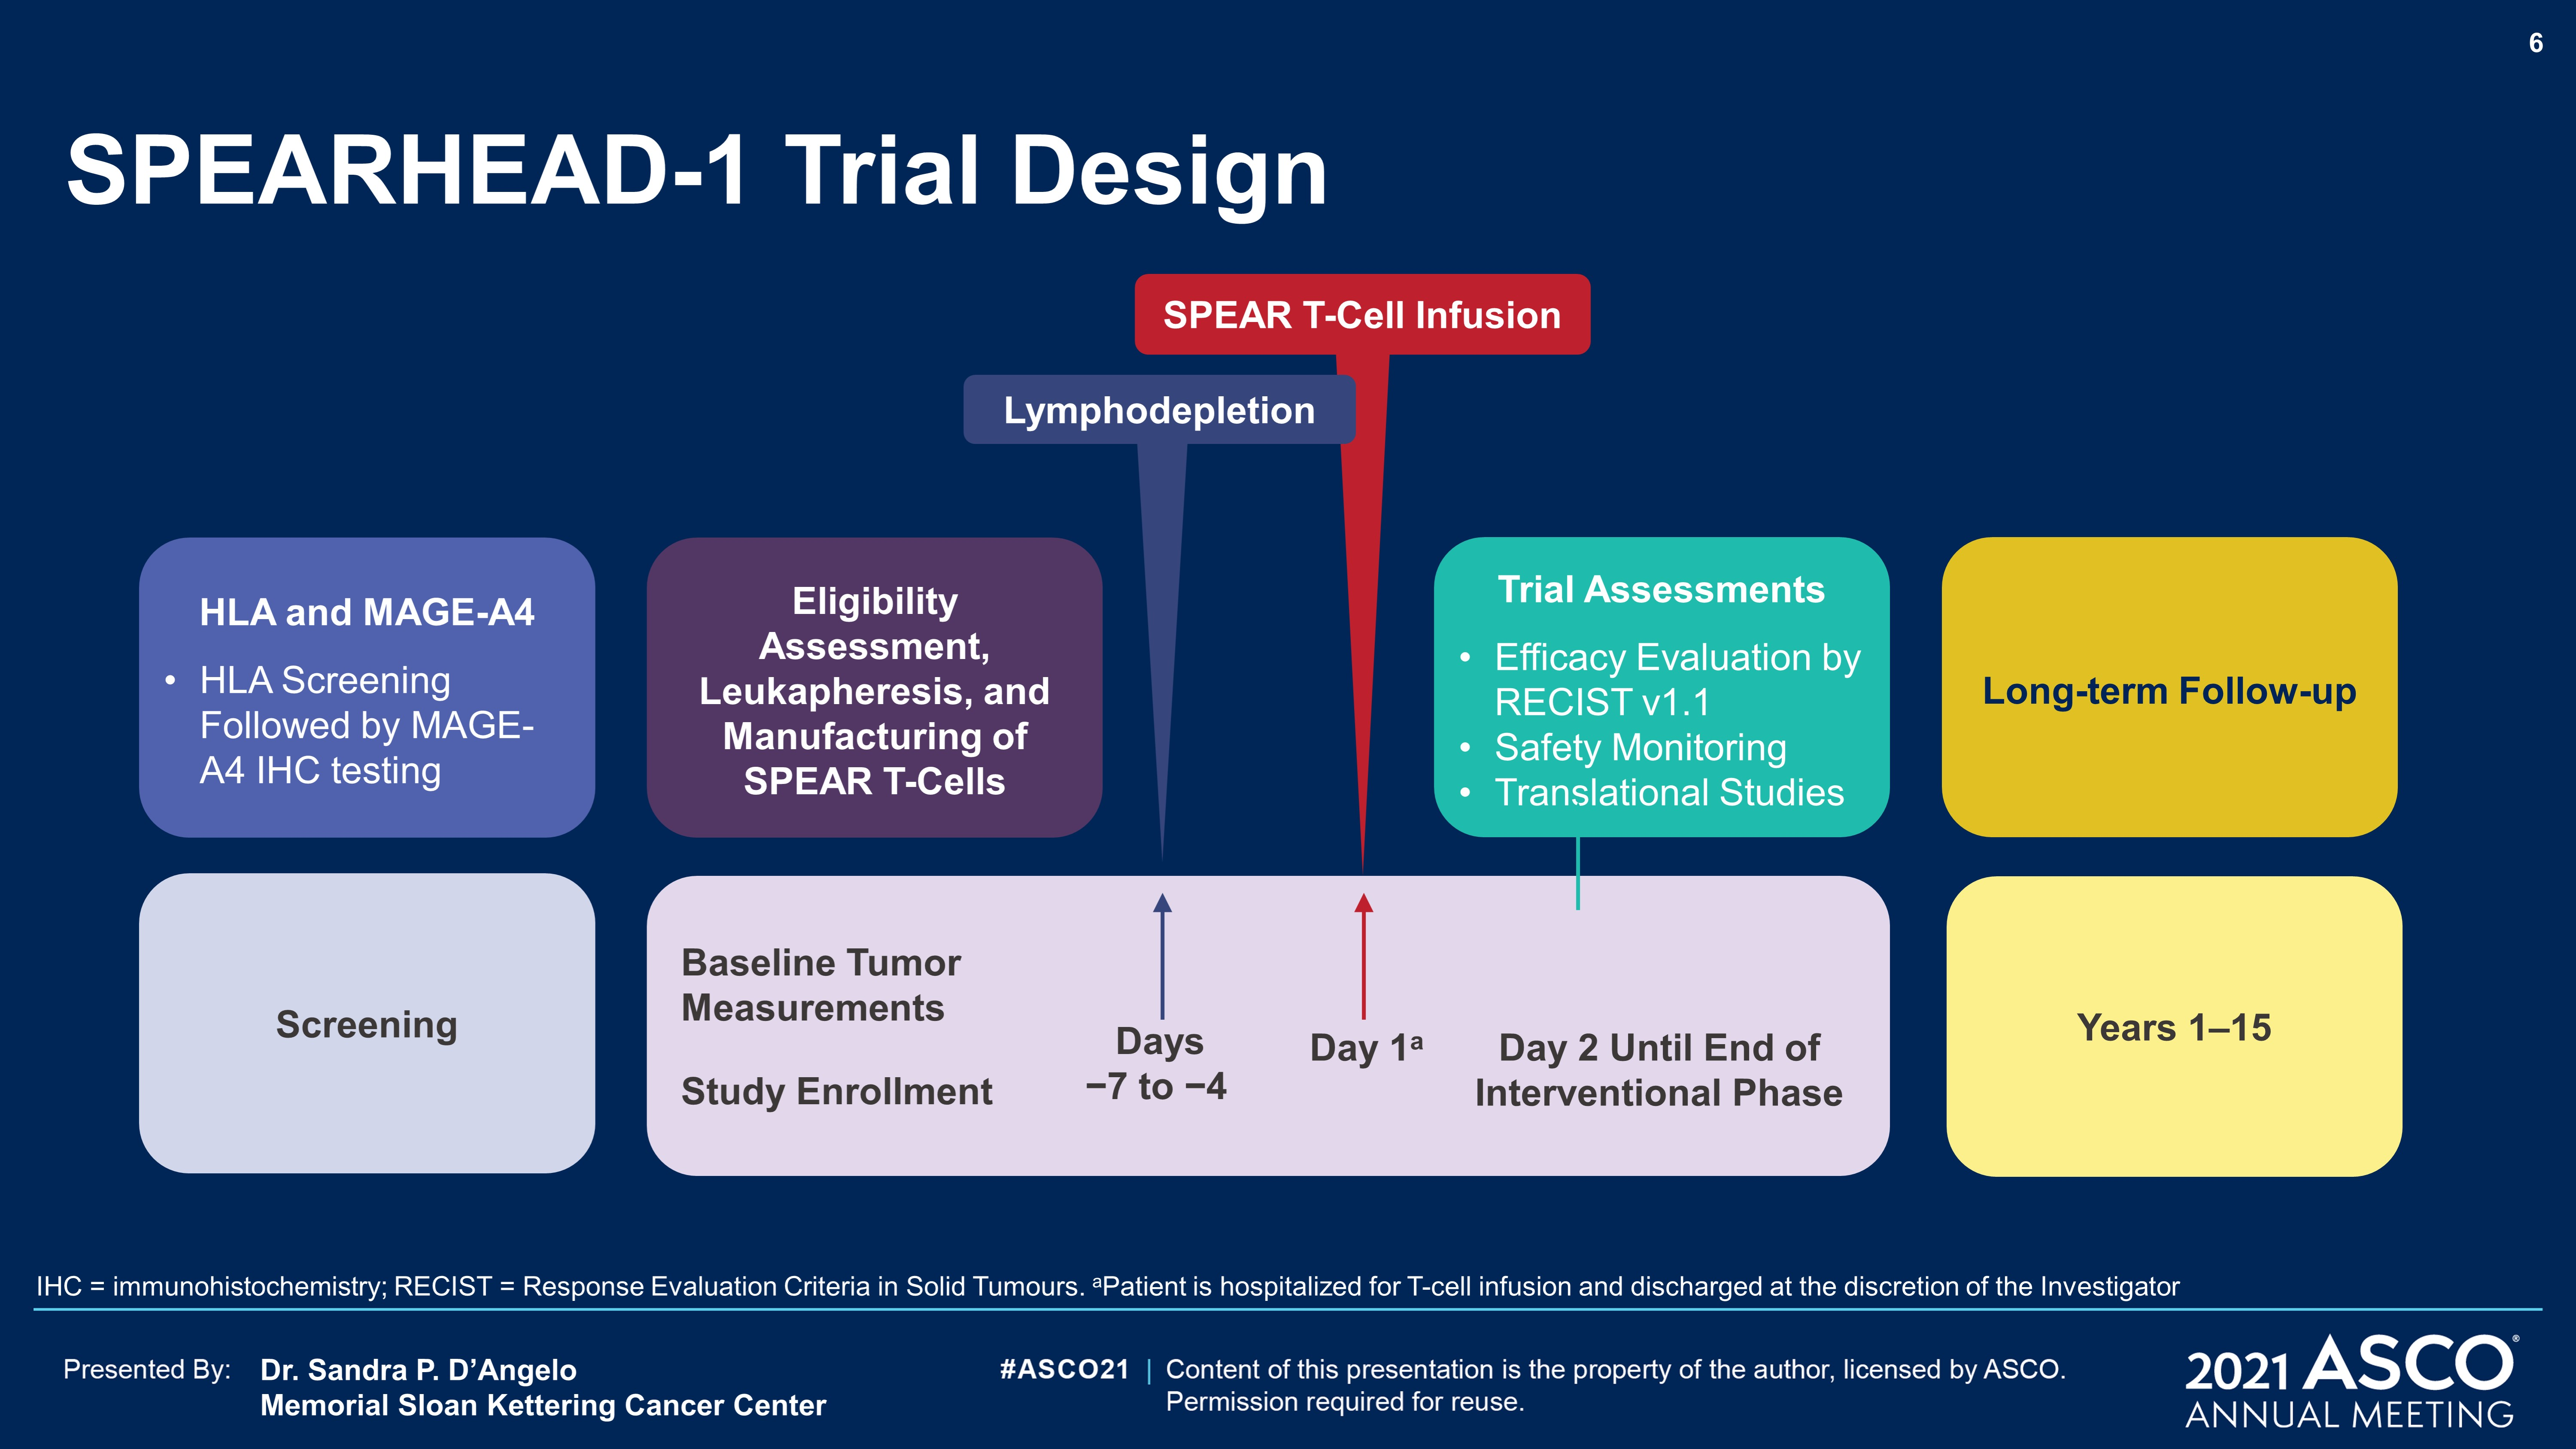 6
SPEARHEAD-1 Trial Design
SPEAR T-Cell Infusion
Lymphodepletion
HLA and MAGE-A4
• HLA Screening
Followed by MAGE-
A4 IHC testing
Eligibility
Assessment,
Leukapheresis, and
Manufacturing of
SPEAR T-Cells
Trial Assessments
• Efficacy Evaluation by
RECIST v1.1
• Safety Monitoring
• Translational Studies
Long-term Follow-up
Screening
Baseline Tumor
Measurements
Study Enrollment
Days
−7 to −4
Day 1ᵃ
Day 2 Until End of
Interventional Phase
Years 1–15
IHC = immunohistochemistry; RECIST = Response Evaluation Criteria in Solid Tumours. ᵃPatient is hospitalized for T-cell infusion and discharged at the discretion of the Investigator
Presented By: Dr. Sandra P. D’Angelo
Memorial Sloan Kettering Cancer Center
#ASCO21 | Content of this presentation is the property of the author, licensed by ASCO.
Permission required for reuse.
2021 ASCO®
ANNUAL MEETING